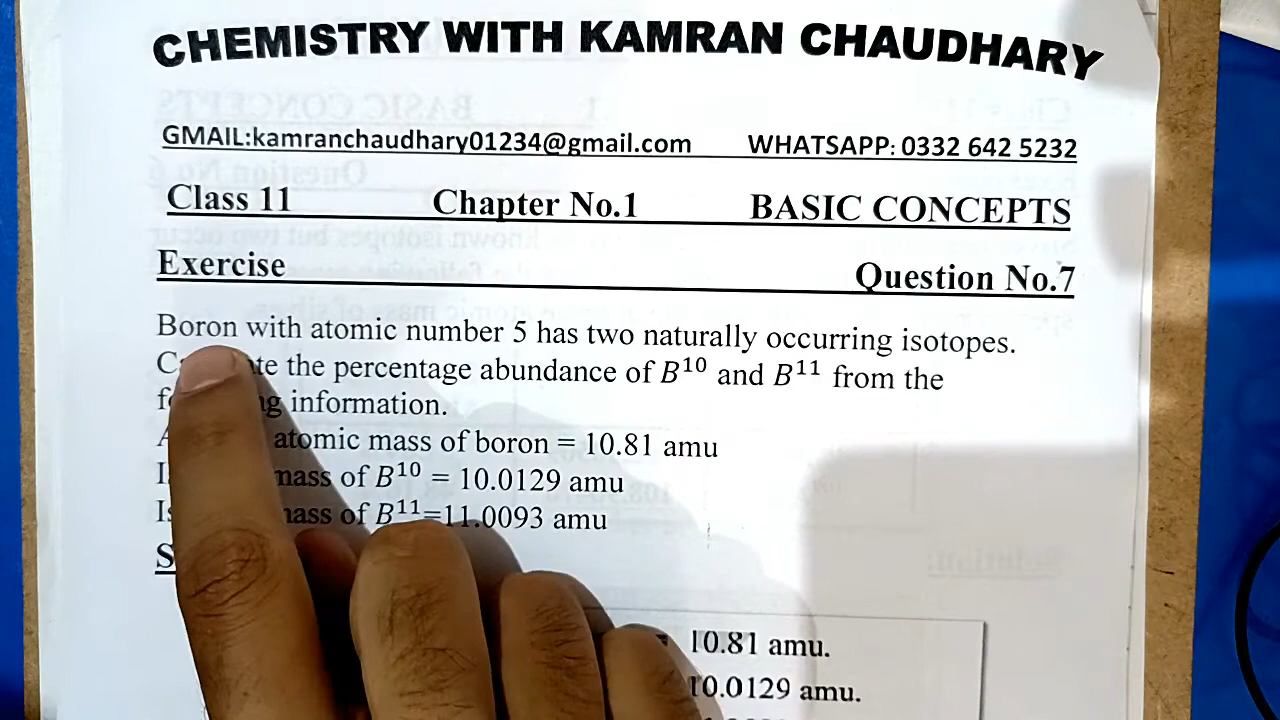 CHEMISTRY WITH KAMRAN CHAUDHARY
GMAIL:kamranchaudhary01234@gmail.com WHATSAPP: 0332 642 5232
Class 11 Chapter No.1 BASIC CONCEPTS
Exercise Question No.7
Boron with atomic number 5 has two naturally occurring isotopes.
the percentage abundance of B¹⁰ and B¹¹ from the
information.
atomic mass of boron = 10.81 amu
mass of B¹⁰ = 10.0129 amu
mass of B¹¹=11.0093 amu
10.81 amu.
10.0129 amu.